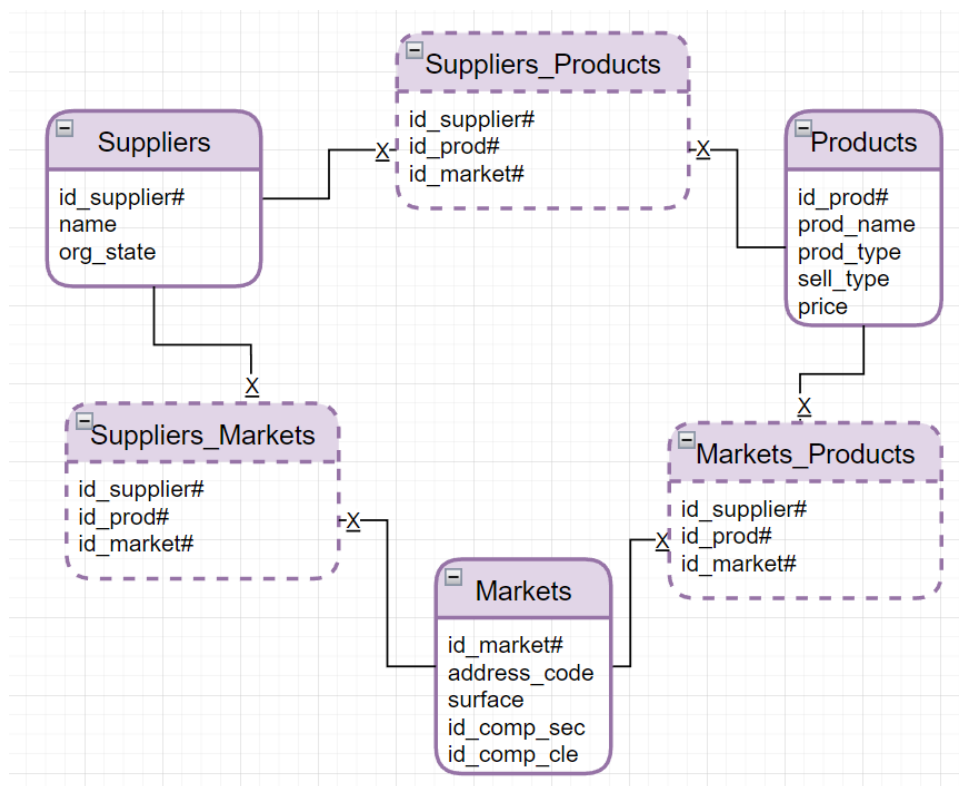 Suppliers_Products
id_supplier#
id_prod#
id_market#
Suppliers
id_supplier#
name
org_state
Products
id_prod#
prod_name
prod_type
sell_type
price
X
X
X
X
Suppliers_Markets
id_supplier#
id_prod#
id_market#
Markets_Products
id_supplier#
id_prod#
id_market#
X
X
Markets
id_market#
address_code
surface
id_comp_sec
id_comp_cle